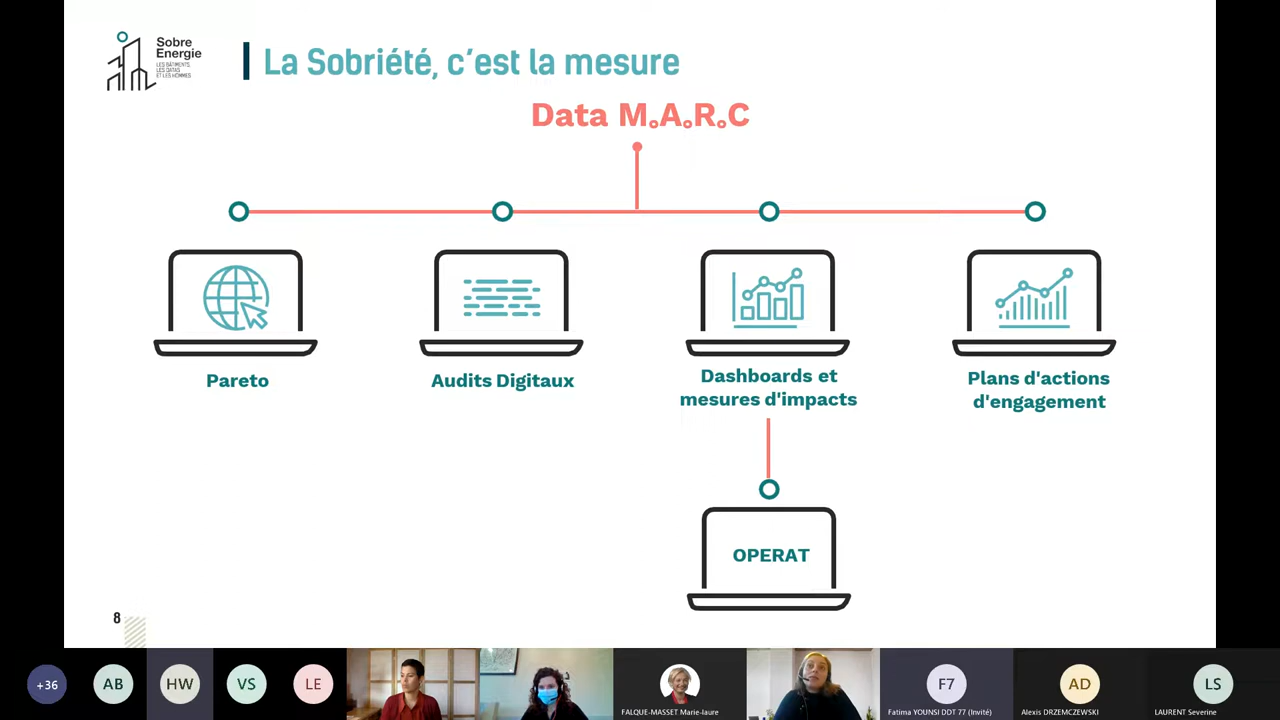 Sobre
Energie
LES BÂTIMENTS,
LES DATAS
ET LES HOMMES
La Sobriété, c’est la mesure
Data M.A.R.C
Pareto
Audits Digitaux
Dashboards et
mesures d'impacts
Plans d'actions
d'engagement
OPERAT
8
+36
AB
HW
VS
LE
FALQUE-MASSET Marie-laure
F7
Fatima YOUNSI DDT 77 (Invité)
AD
Alexis DRZEMCZEWSKI
LS
LAURENT Severine